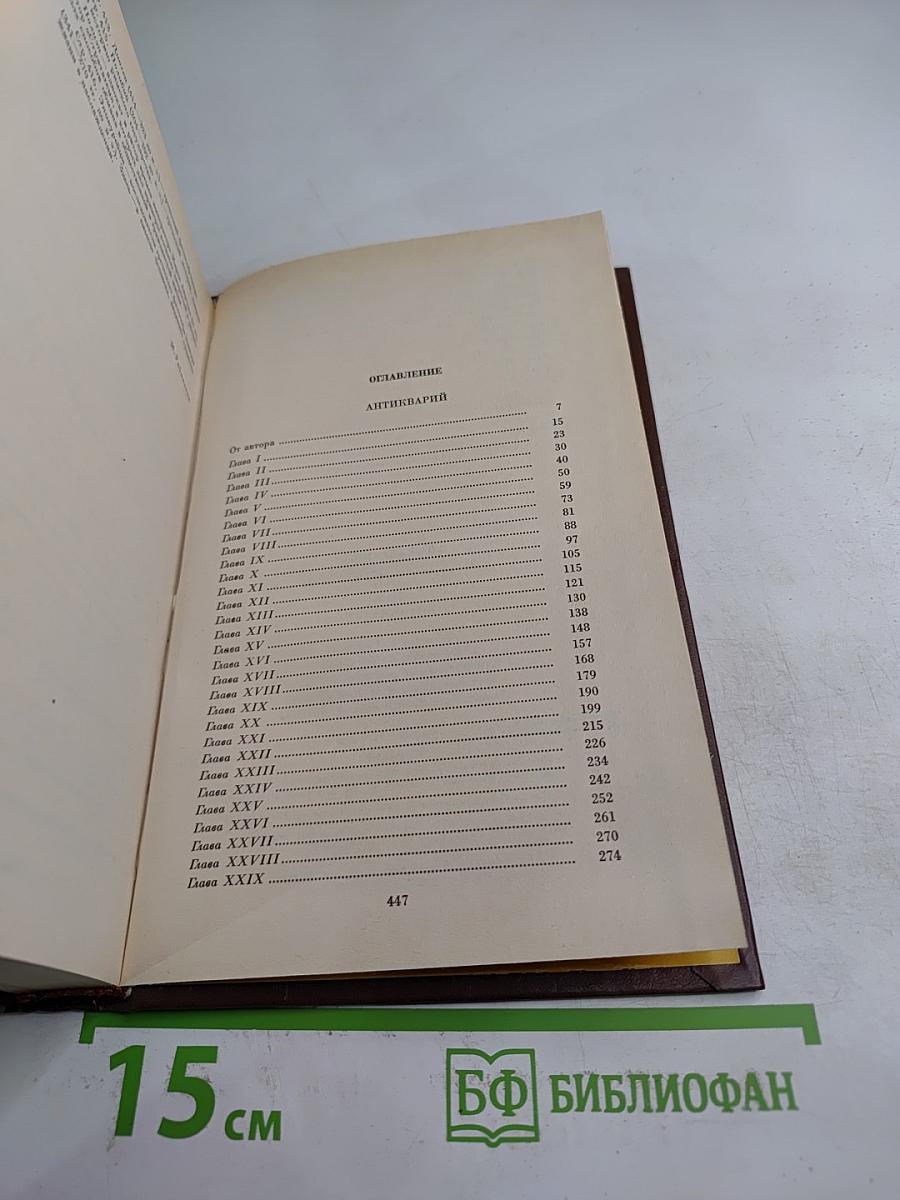 ОГЛАВЛЕНИЕ
АНТИКВАРИЙ
От автора 7
Глава I 15
Глава II 23
Глава III 30
Глава IV 40
Глава V 50
Глава VI 59
Глава VII 73
Глава VIII 81
Глава IX 88
Глава X 97
Глава XI 105
Глава XII 115
Глава XIII 121
Глава XIV 130
Глава XV 138
Глава XVI 148
Глава XVII 157
Глава XVIII 168
Глава XIX 179
Глава XX 190
Глава XXI 199
Глава XXII 215
Глава XXIII 226
Глава XXIV 234
Глава XXV 242
Глава XXVI 252
Глава XXVII 261
Глава XXVIII 270
Глава XXIX 274
447
15 см
БФ БИБЛИОФАН